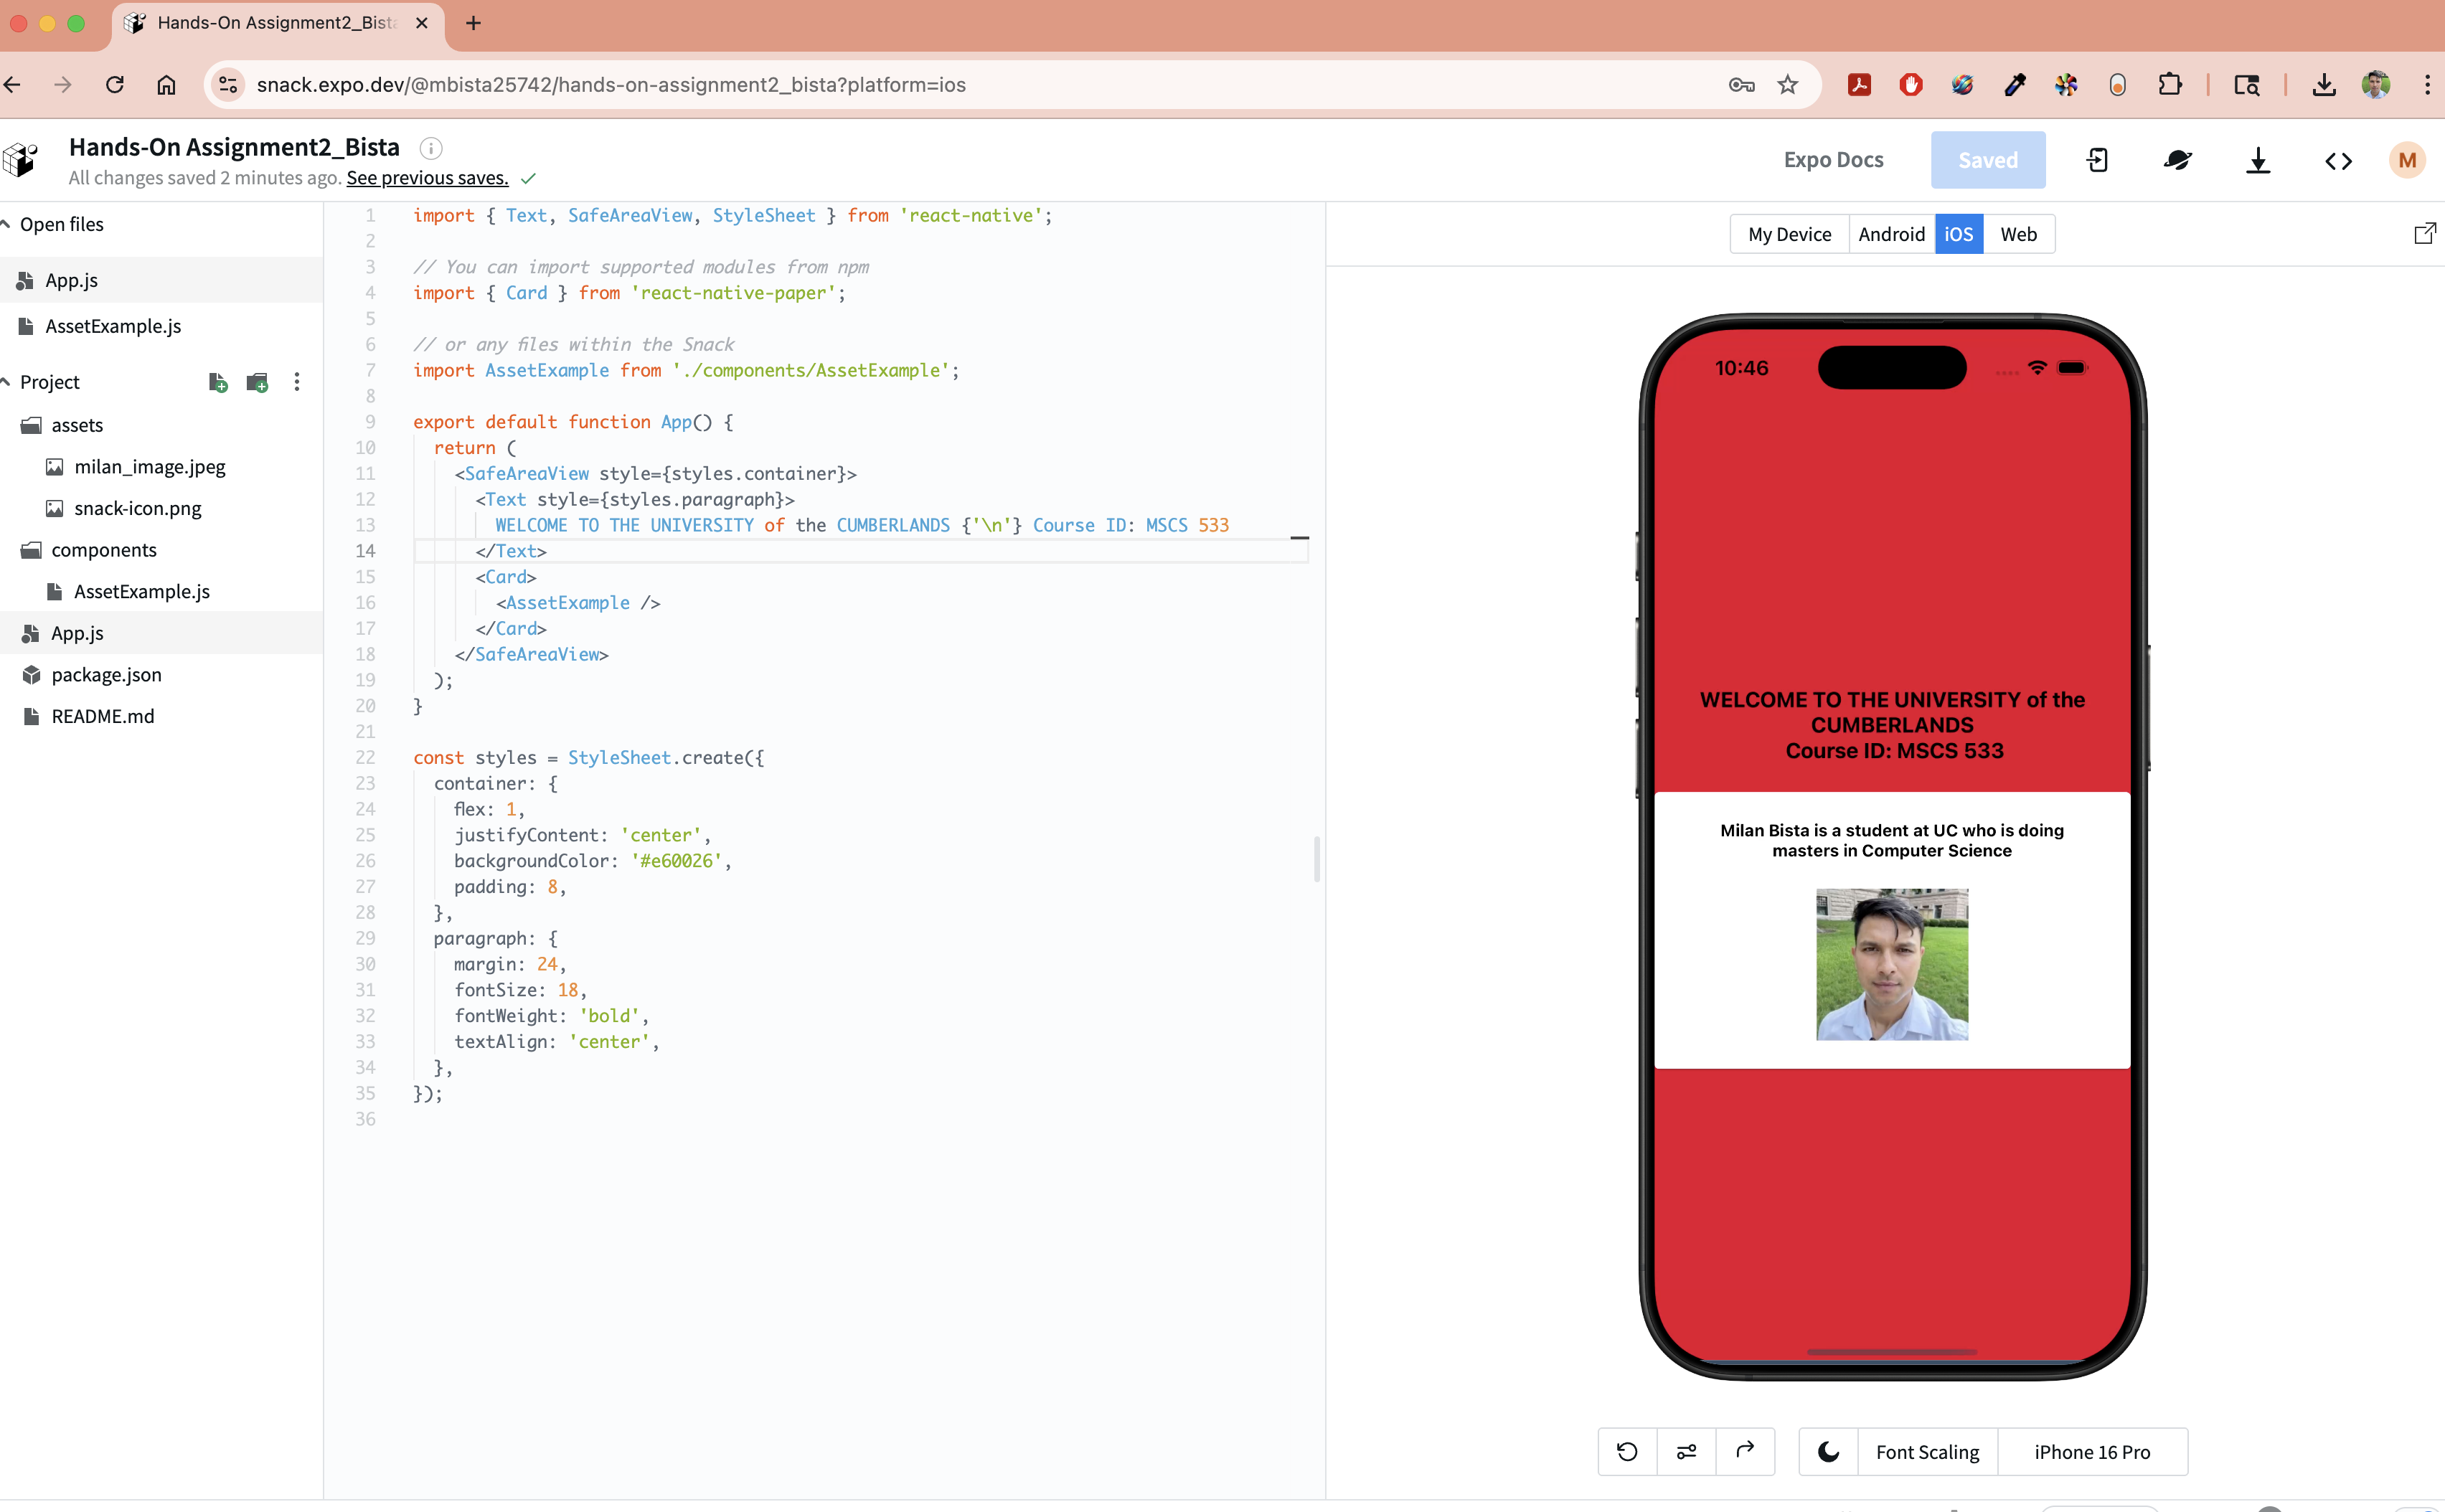 Hands-On Assignment2_Bista
snack.expo.dev/@mbista25742/hands-on-assignment2_bista?platform=ios
Hands-On Assignment2_Bista
All changes saved 2 minutes ago. See previous saves.
Expo Docs
Saved
M
Open files
App.js
AssetExample.js
Project
assets
milan_image.jpeg
snack-icon.png
components
AssetExample.js
App.js
package.json
README.md
1 import { Text, SafeAreaView, StyleSheet } from 'react-native';
2
3 // You can import supported modules from npm
4 import { Card } from 'react-native-paper';
5
6 // or any files within the Snack
7 import AssetExample from './components/AssetExample';
8
9 export default function App() {
10 return (
11 <SafeAreaView style={styles.container}>
12 <Text style={styles.paragraph}>
13 WELCOME TO THE UNIVERSITY of the CUMBERLANDS {'\n'} Course ID: MSCS 533
14 </Text>
15 <Card>
16 <AssetExample />
17 </Card>
18 </SafeAreaView>
19 );
20 }
21
22 const styles = StyleSheet.create({
23 container: {
24 flex: 1,
25 justifyContent: 'center',
26 backgroundColor: '#e60026',
27 padding: 8,
28 },
29 paragraph: {
30 margin: 24,
31 fontSize: 18,
32 fontWeight: 'bold',
33 textAlign: 'center',
34 },
35 });
36
My Device Android iOS Web
10:46
WELCOME TO THE UNIVERSITY of the
CUMBERLANDS
Course ID: MSCS 533
Milan Bista is a student at UC who is doing
masters in Computer Science
Font Scaling
iPhone 16 Pro